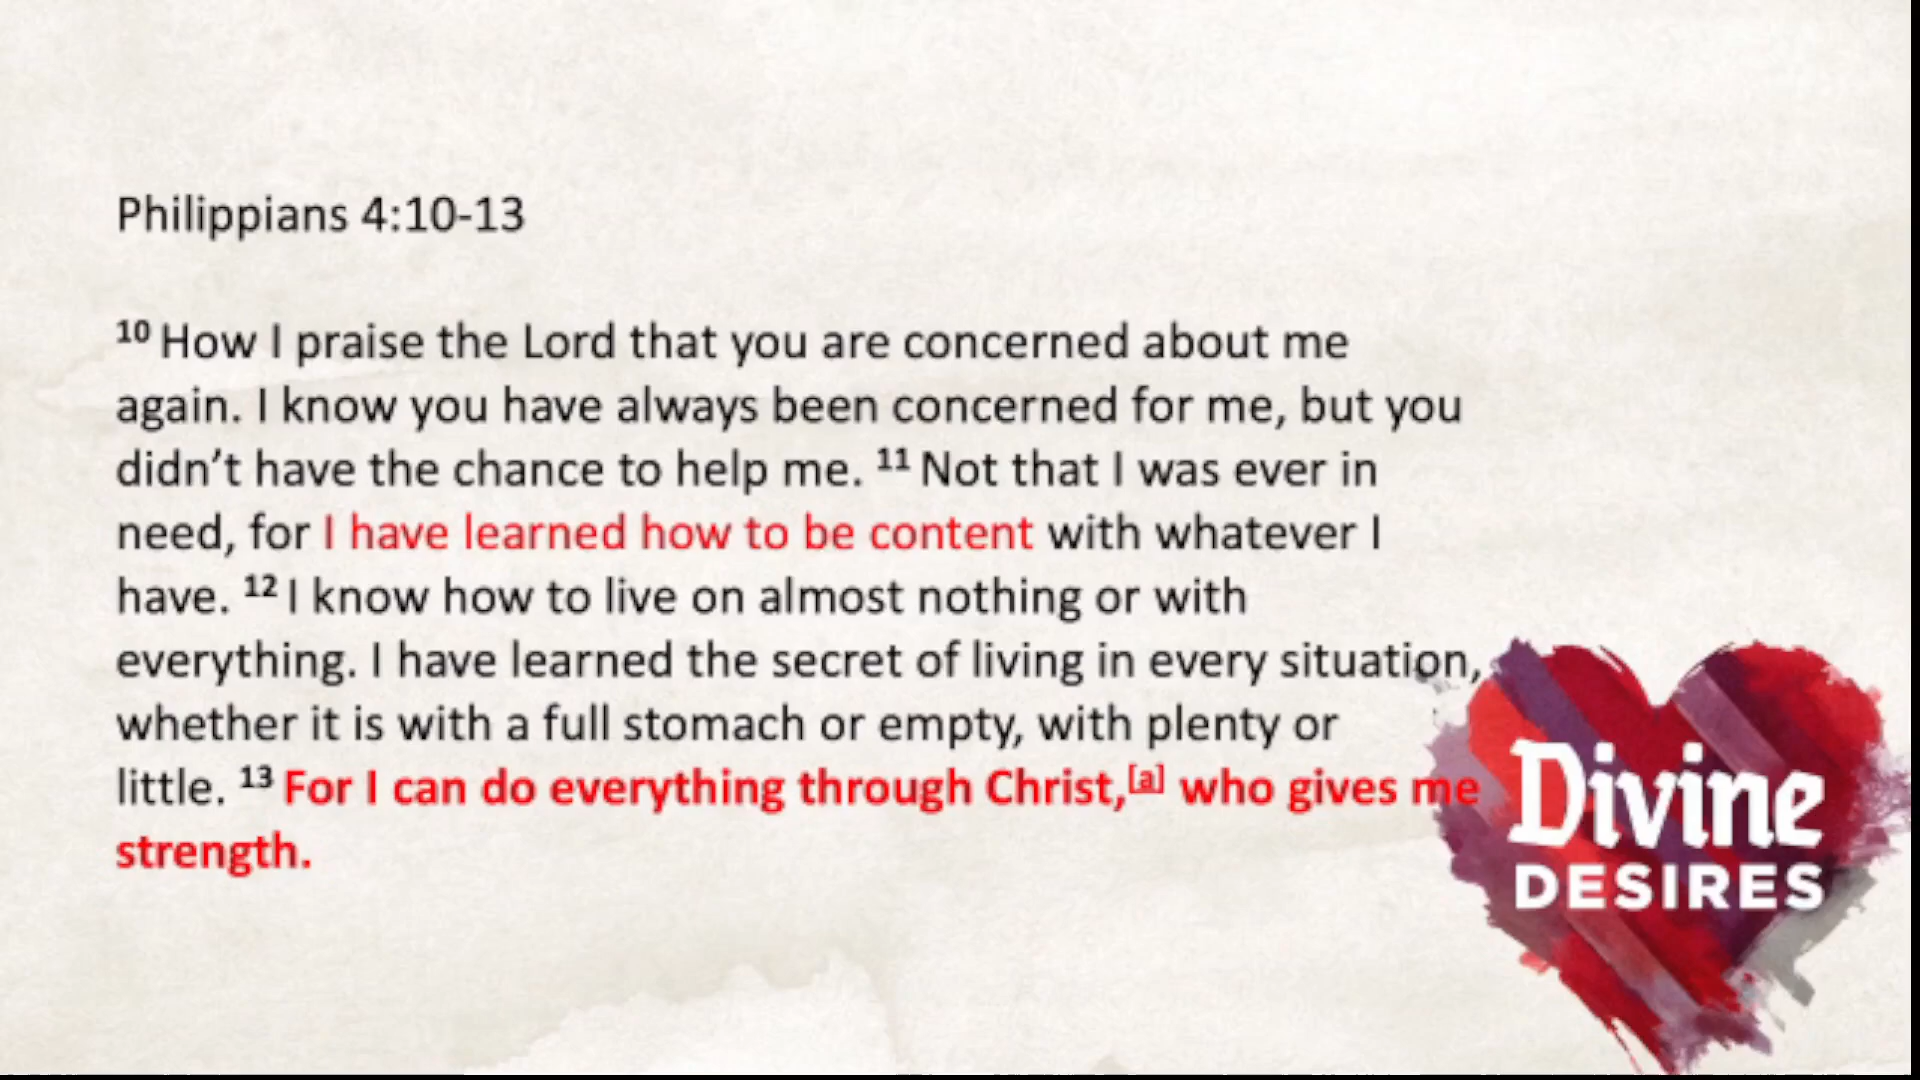 Philippians 4:10-13
10 How I praise the Lord that you are concerned about me
again. I know you have always been concerned for me, but you
didn’t have the chance to help me. 11 Not that I was ever in
need, for I have learned how to be content with whatever I
have. 12 I know how to live on almost nothing or with
everything. I have learned the secret of living in every situation,
whether it is with a full stomach or empty, with plenty or
little. 13 For I can do everything through Christ,[a] who gives me
strength.
Divine
DESIRES